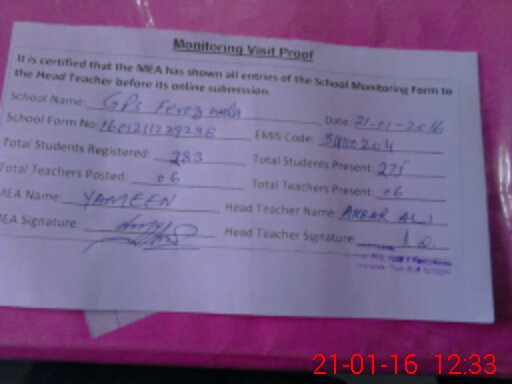 Monitoring Visit Proof
It is certified that the MEA has shown all entries of the School Monitoring Form to
the Head Teacher before its online submission.
School Name: GPS Feroz Date: 21-01-2016
School Form No: EMIS Code:
Total Students Registered: 283 Total Students Present: 275
Total Teachers Posted: 06 Total Teachers Present: 06
MEA Name: YAMEEN Head Teacher Name: AKBAR ALI
MEA Signature: Head Teacher Signature:
21-01-16 12:33